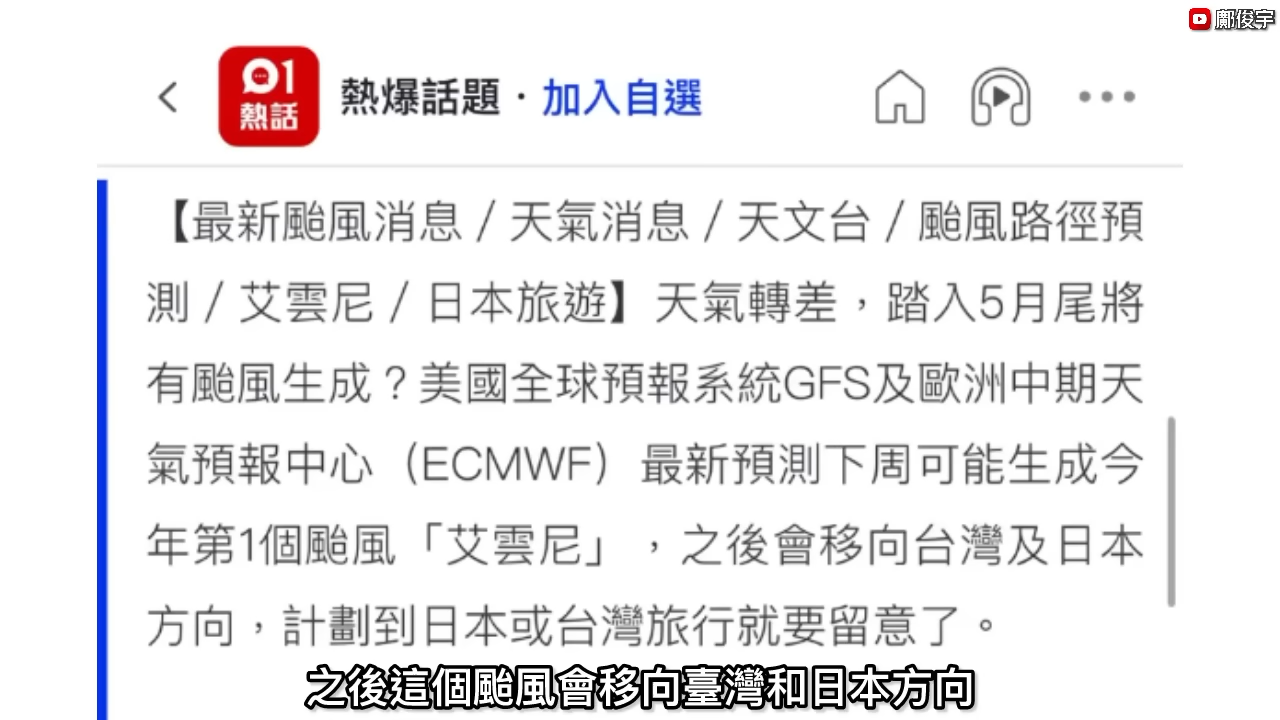 鄺俊宇
01
熱話
熱爆話題・加入自選
【最新颱風消息/天氣消息/天文台/颱風路徑預
測/艾雲尼/日本旅遊】天氣轉差，踏入5月尾將
有颱風生成？美國全球預報系統GFS及歐洲中期天
氣預報中心（ECMWF）最新預測下周可能生成今
年第1個颱風「艾雲尼」，之後會移向台灣及日本
方向，計劃到日本或台灣旅行就要留意了。
之後這個颱風會移向臺灣和日本方向